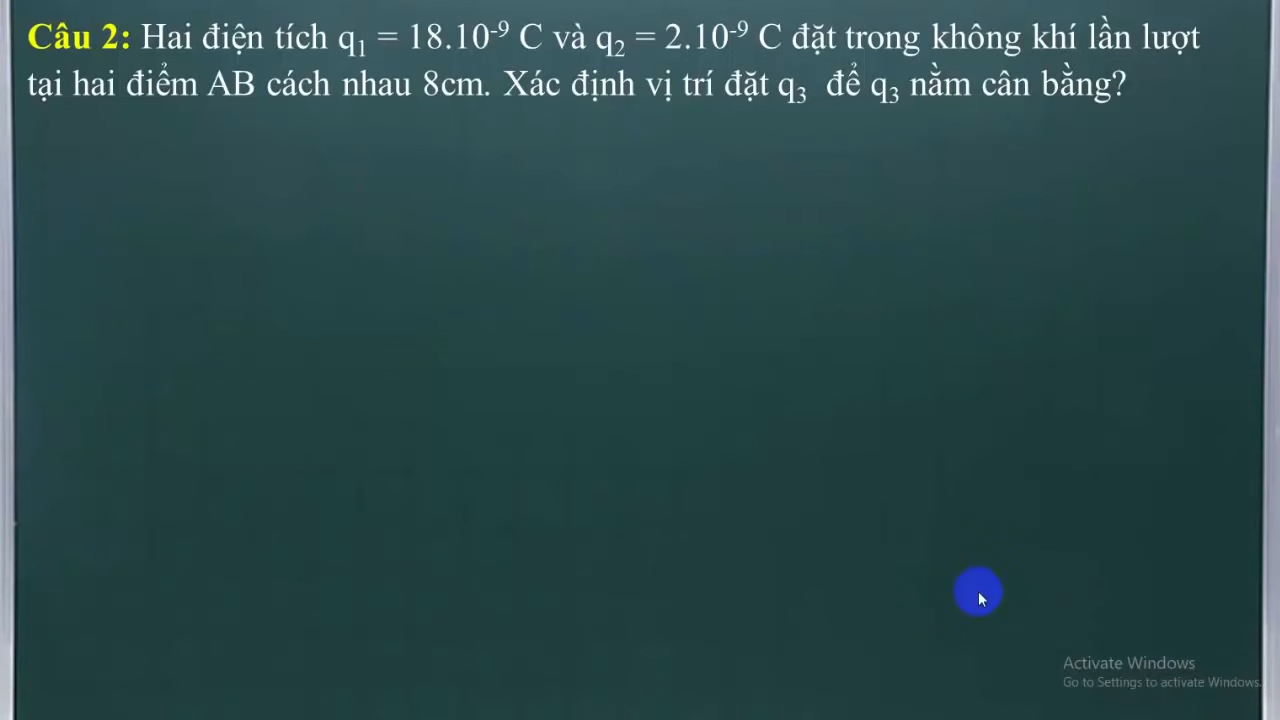 Câu 2: Hai điện tích q₁ = 18.10⁻⁹ C và q₂ = 2.10⁻⁹ C đặt trong không khí lần lượt
tại hai điểm AB cách nhau 8cm. Xác định vị trí đặt q₃ để q₃ nằm cân bằng?
Activate Windows
Go to Settings to activate Windows.